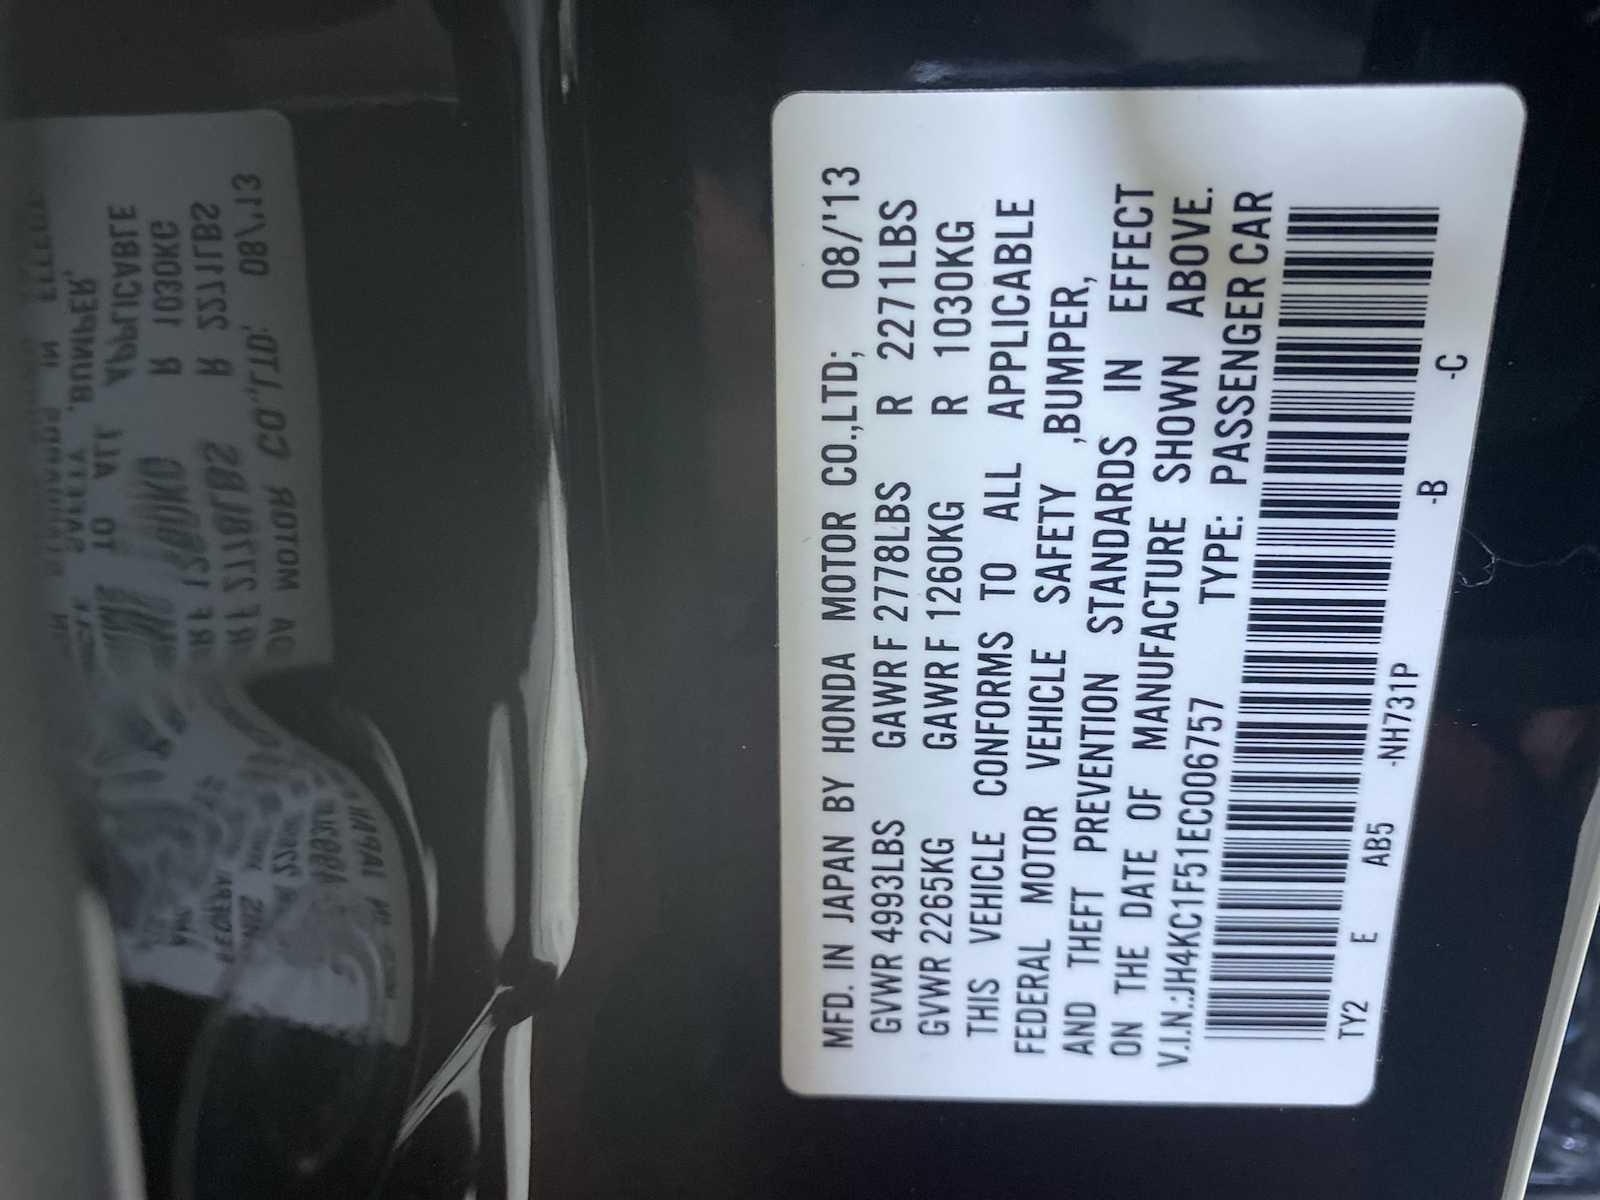 MFD. IN JAPAN BY HONDA MOTOR CO.,LTD; 08/'13
GVWR 4993LBS GAWR F 2778LBS R 2271LBS
GVWR 2265KG GAWR F 1260KG R 1030KG
THIS VEHICLE CONFORMS TO ALL APPLICABLE
FEDERAL MOTOR VEHICLE SAFETY ,BUMPER,
AND THEFT PREVENTION STANDARDS IN EFFECT
ON THE DATE OF MANUFACTURE SHOWN ABOVE.
V.I.N.:JH4KC1F51EC006757 TYPE: PASSENGER CAR
TY2 E AB5 -NH731P -B -C